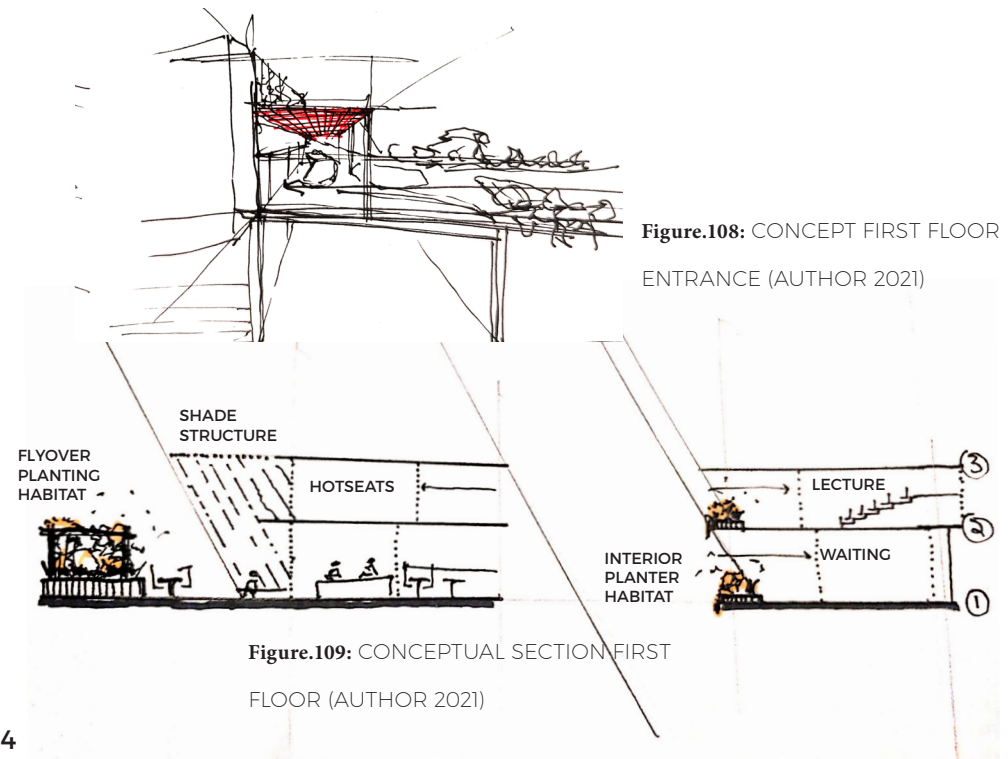 Figure.108: CONCEPT FIRST FLOOR
ENTRANCE (AUTHOR 2021)
SHADE
STRUCTURE
FLYOVER
PLANTING
HABITAT
HOTSEATS
LECTURE
3
2
INTERIOR
PLANTER
HABITAT
WAITING
1
Figure.109: CONCEPTUAL SECTION FIRST
FLOOR (AUTHOR 2021)
4